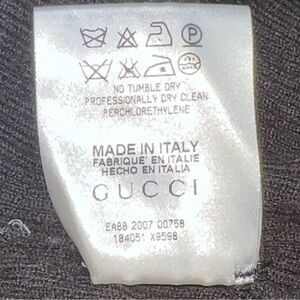 P
NO TUMBLE DRY
PROFESSIONALLY DRY CLEAN
PERCHLORETHYLENE
MADE IN ITALY
FABRIQUE' EN ITALIE
HECHO EN ITALIA
GUCCI
EA88 2007 00758
184051 X9598